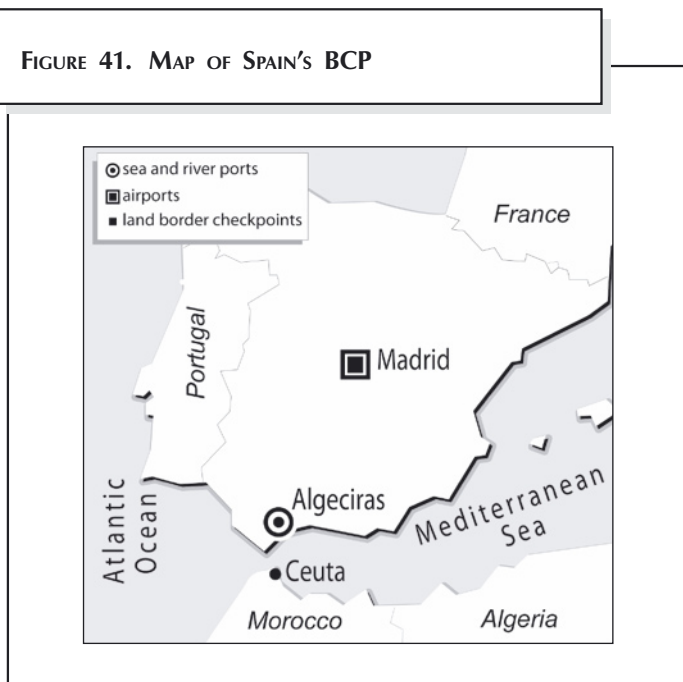 FIGURE 41. MAP OF SPAIN'S BCP
sea and river ports
airports
land border checkpoints
France
Portugal
Madrid
Atlantic
Ocean
Algeciras
Mediterranean
Sea
Ceuta
Morocco
Algeria